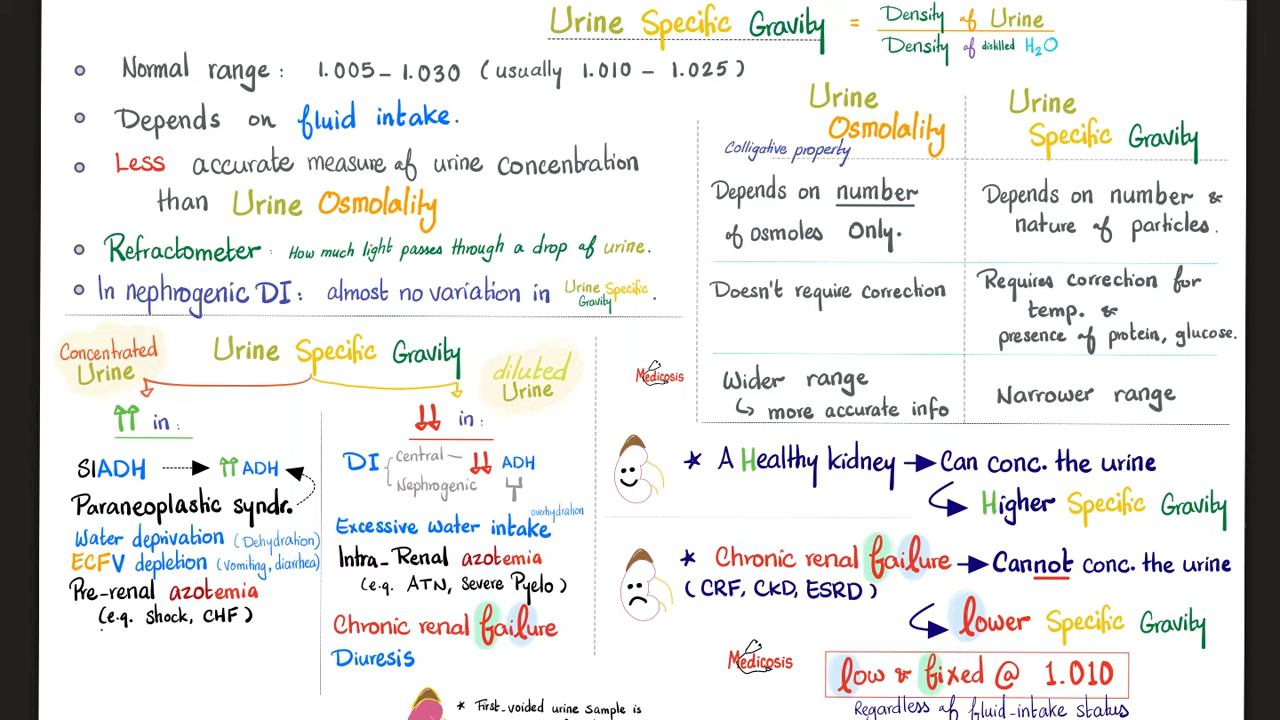 Urine Specific Gravity = Density of Urine
Density of distilled H₂O
Normal range: 1.005 – 1.030 (usually 1.010 – 1.025)
Depends on fluid intake.
Less accurate measure of urine concentration
than Urine Osmolality
Refractometer: How much light passes through a drop of urine.
In nephrogenic DI: almost no variation in Urine Specific
Gravity.
Urine
Osmolality
Colligative property
Urine
Specific Gravity
Depends on number
of osmoles Only.
Depends on number &
nature of particles.
Doesn't require correction
Requires correction for
temp. &
presence of protein, glucose.
Wider range
↳ more accurate info
Narrower range
Medicosis
Concentrated
Urine
Urine Specific Gravity
diluted
Urine
↑↑ in:
SIADH → ↑↑ ADH
Paraneoplastic syndr.
Water deprivation (Dehydration)
ECFV depletion (vomiting, diarrhea)
Pre-renal azotemia
(e.g. shock, CHF)
↓↓ in:
DI Central — ↓↓ ADH
Nephrogenic
Excessive water intake overhydration
Intra-Renal azotemia
(e.g. ATN, Severe Pyelo)
Chronic renal failure
Diuresis
* A Healthy kidney → Can conc. the urine
Higher Specific Gravity
* Chronic renal failure → Cannot conc. the urine
(CRF, CKD, ESRD)
lower Specific Gravity
Medicosis
low & fixed @ 1.010
Regardless of fluid-intake status
* First-voided urine sample is